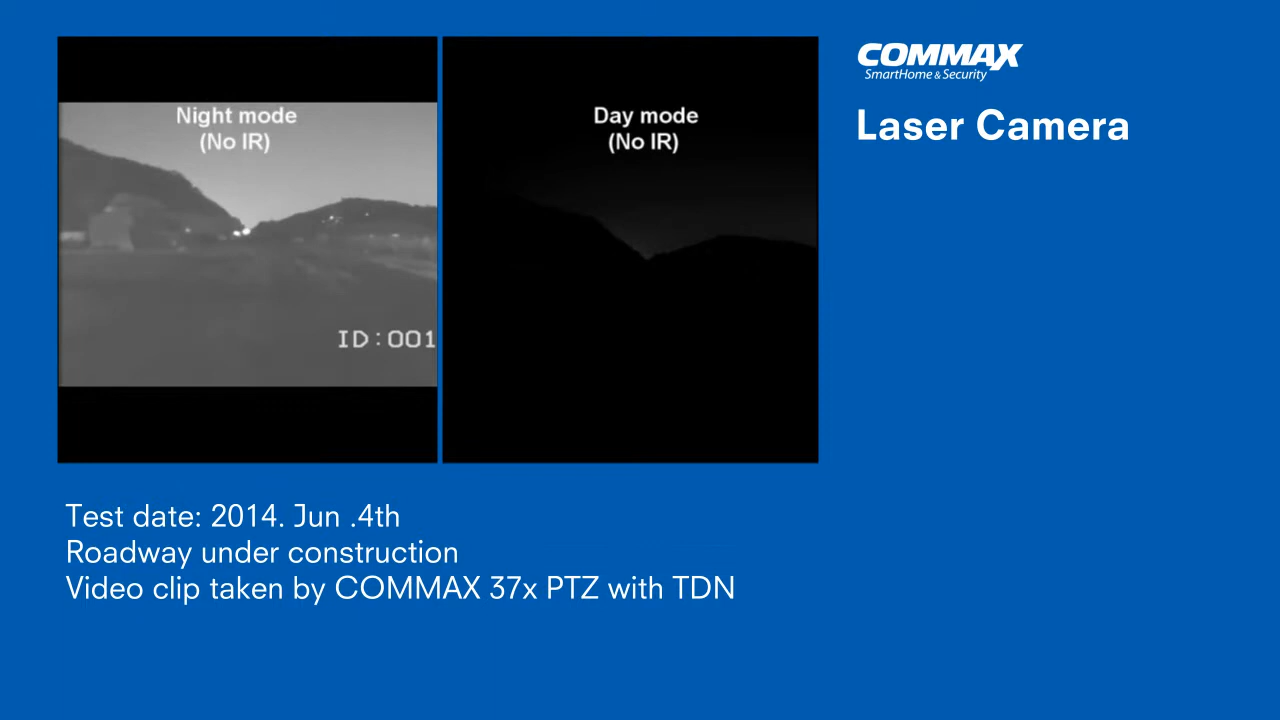 Night mode
(No IR)
ID:001
Day mode
(No IR)
COMMAX
SmartHome & Security
Laser Camera
Test date: 2014. Jun .4th
Roadway under construction
Video clip taken by COMMAX 37x PTZ with TDN